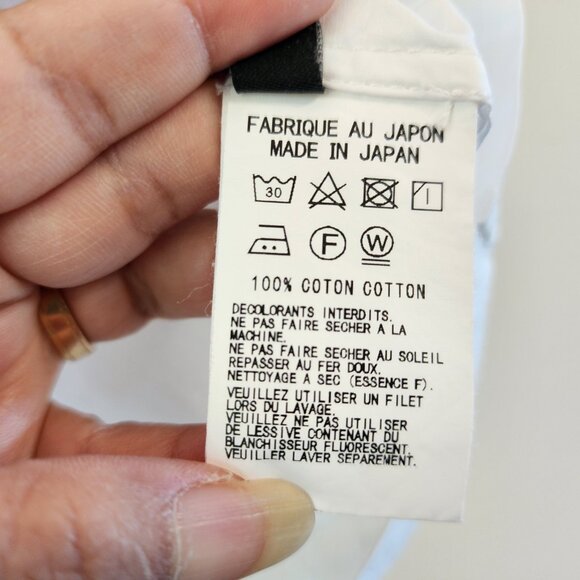 FABRIQUE AU JAPON
MADE IN JAPAN
30
F W
100% COTON COTTON
DECOLORANTS INTERDITS.
NE PAS FAIRE SECHER A LA
MACHINE.
NE PAS FAIRE SECHER AU SOLEIL
REPASSER AU FER DOUX.
NETTOYAGE A SEC (ESSENCE F).
VEUILLEZ UTILISER UN FILET
LORS DU LAVAGE.
VEUILLEZ NE PAS UTILISER
DE LESSIVE CONTENANT DU
BLANCHISSEUR FLUORESCENT.
VEUILLER LAVER SEPAREMENT.